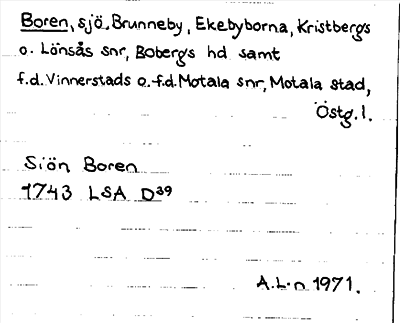 Boren, sjö, Brunneby, Ekebyborna, Kristbergs
o. Lönsås snr, Bobergs hd samt
f.d. Vinnerstads o. f.d. Motala snr, Motala stad,
Östg. l.
Siön Boren
1743 LSA D39
A.L-n 1971.